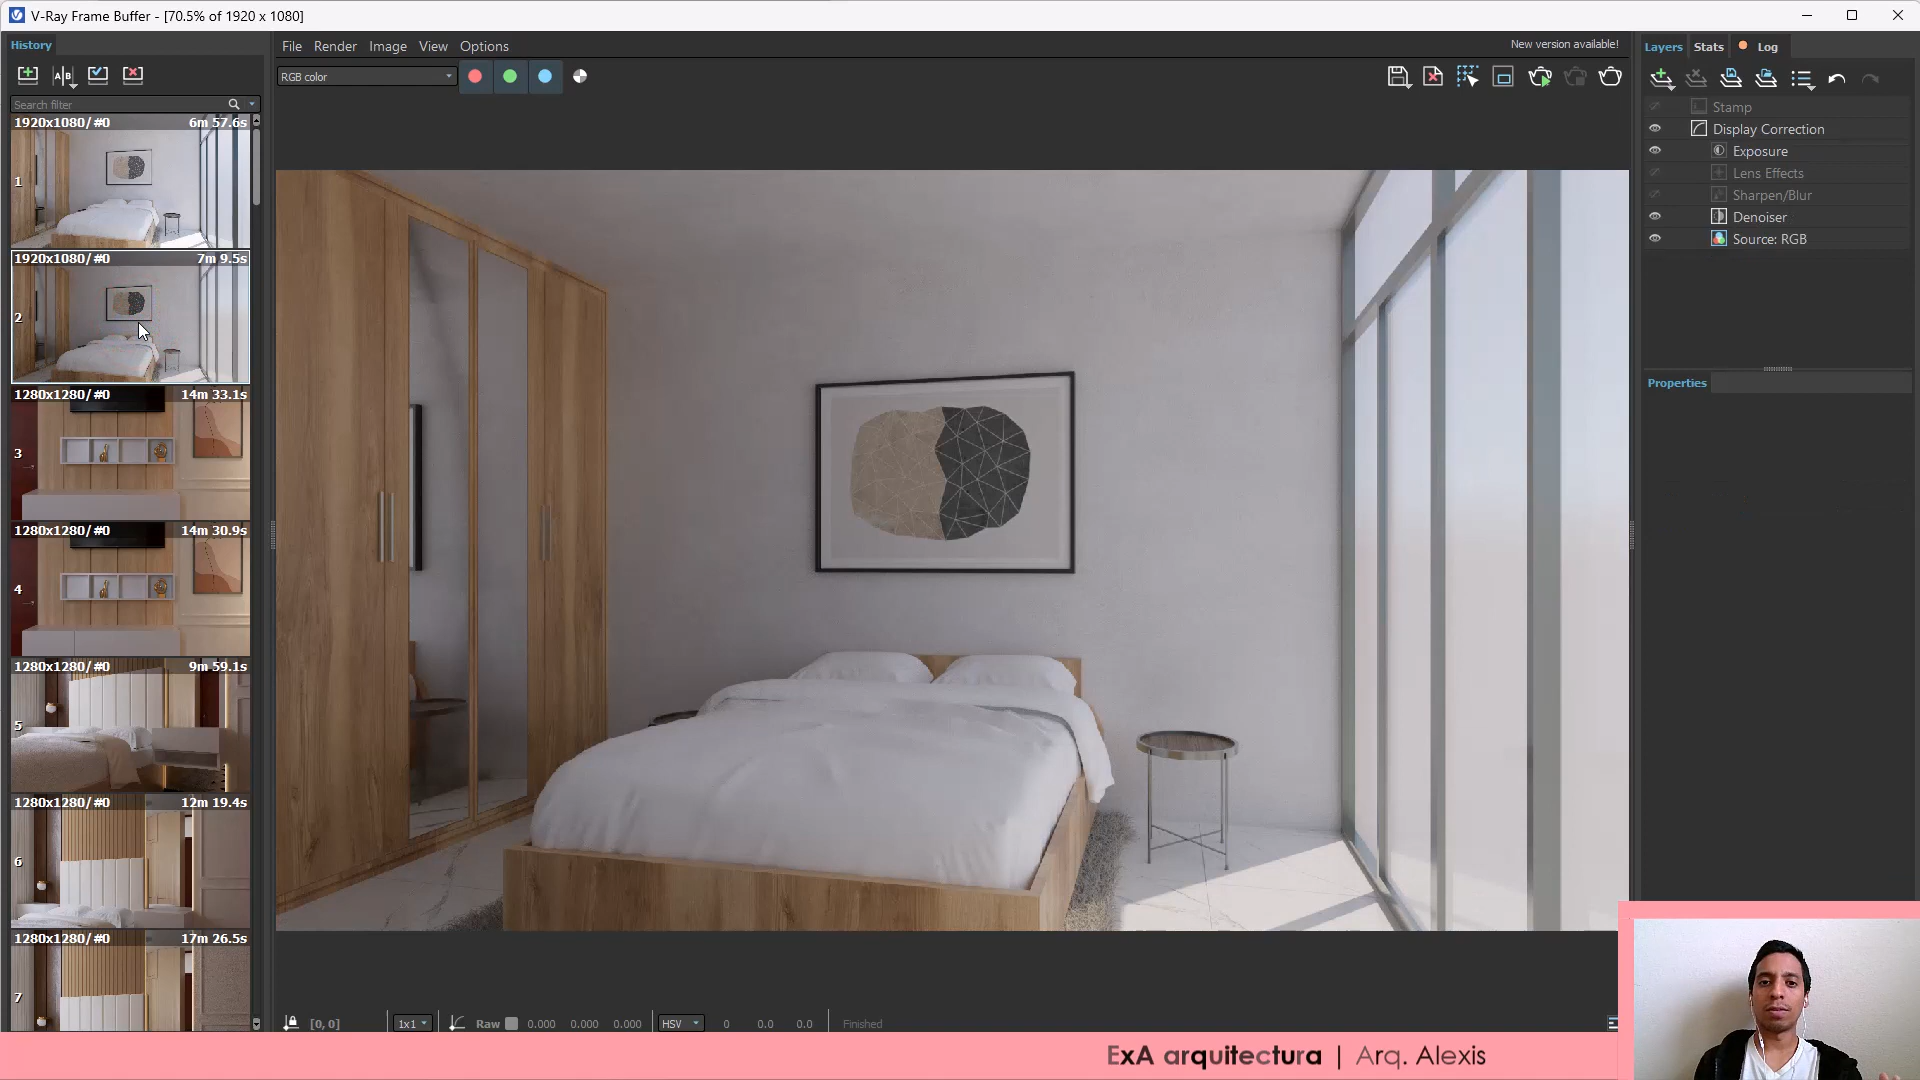 V-Ray Frame Buffer - [70.5% of 1920 x 1080]
History
File Render Image View Options
New version available!
Layers Stats Log
RGB color
Search filter
1920x1080/#0 6m 57.6s
1
1920x1080/#0 7m 9.5s
2
1280x1280/#0 14m 33.1s
3
1280x1280/#0 14m 30.9s
4
1280x1280/#0 9m 59.1s
5
1280x1280/#0 12m 19.4s
6
1280x1280/#0 17m 26.5s
7
Stamp
Display Correction
Exposure
Lens Effects
Sharpen/Blur
Denoiser
Source: RGB
Properties
[0, 0] 1x1 Raw 0.000 0.000 0.000 HSV 0 0.0 0.0 Finished
ExA arquitectura | Arq. Alexis